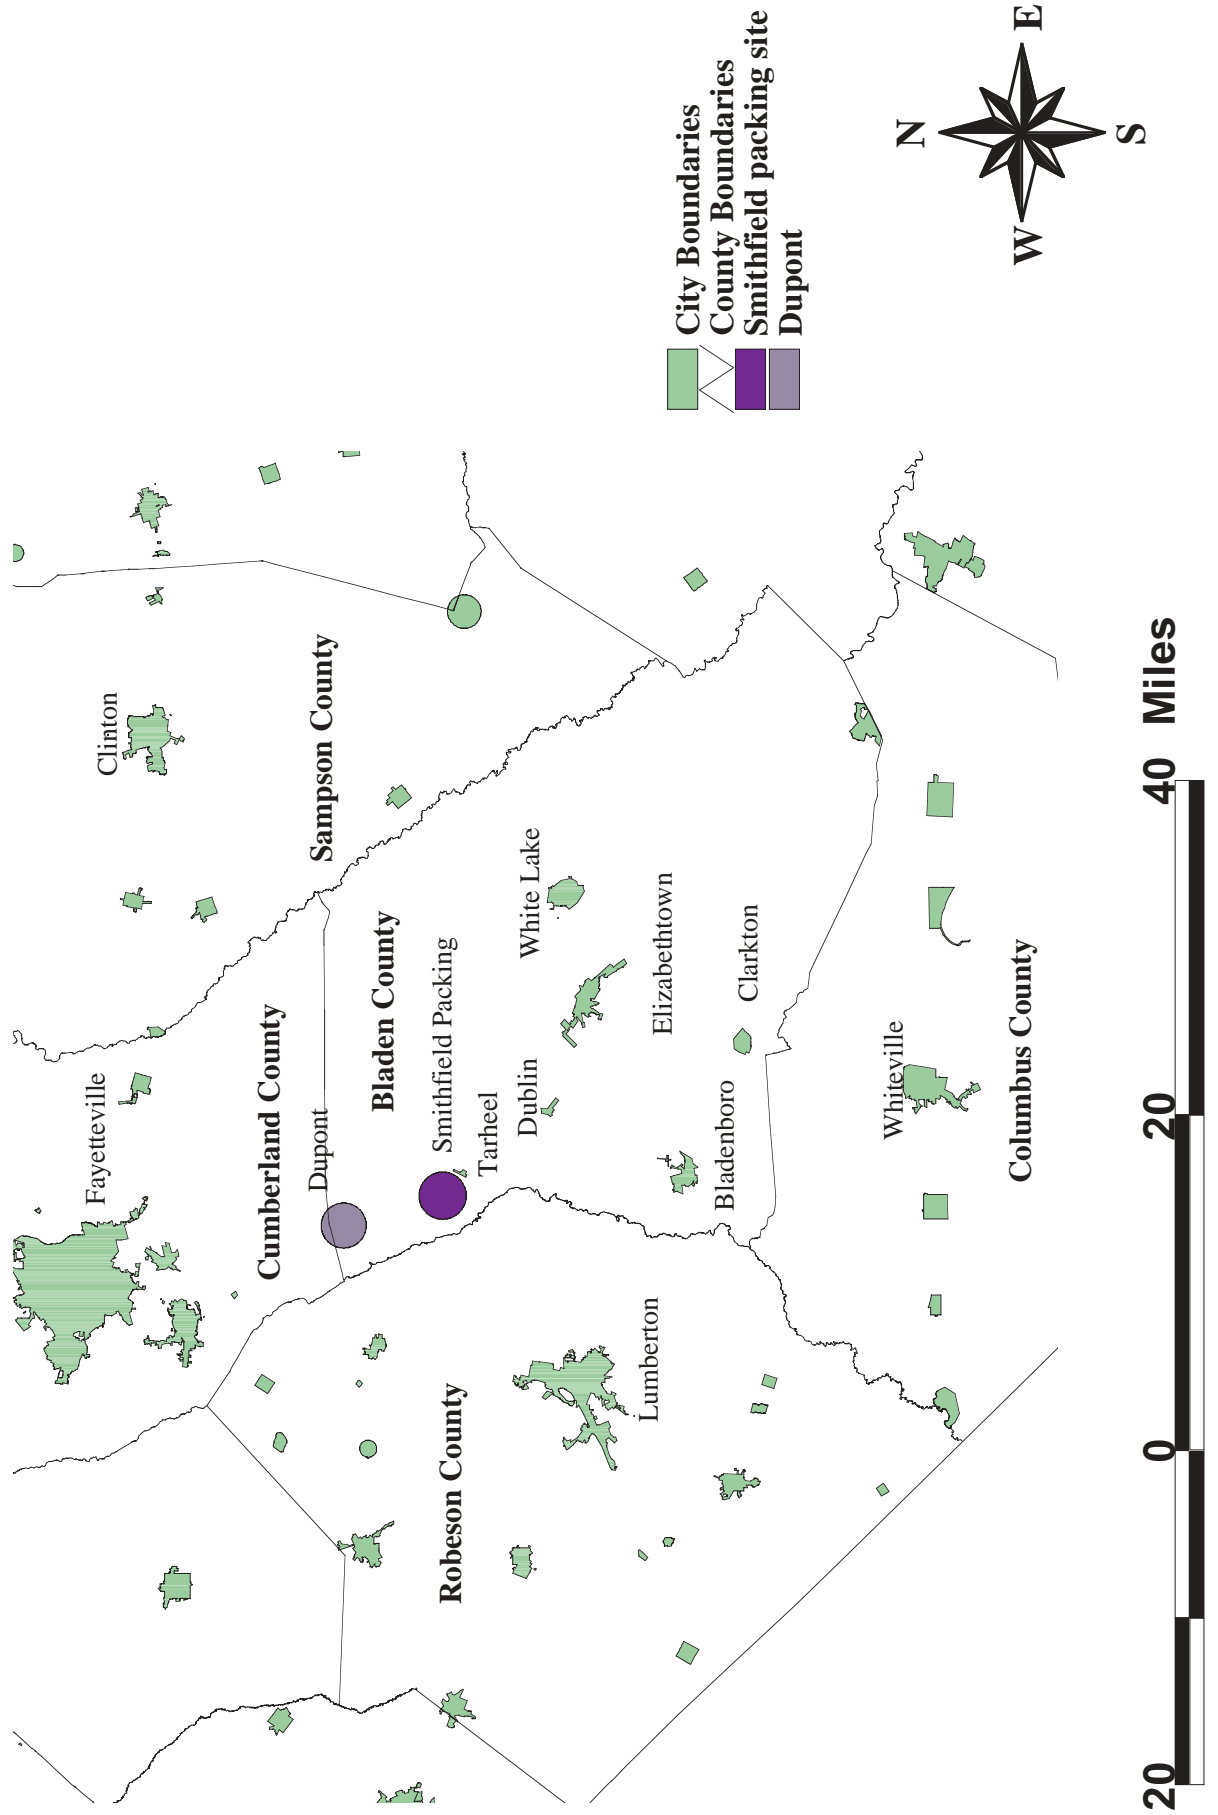 Clinton
Sampson County
Fayetteville
Cumberland County
Dupont
Bladen County
Smithfield Packing
Tarheel
White Lake
Dublin
Elizabethtown
Clarkton
Bladenboro
Lumberton
Robeson County
Whiteville
Columbus County
City Boundaries
County Boundaries
Smithfield packing site
Dupont
N
W
E
S
20 0 20 40 Miles